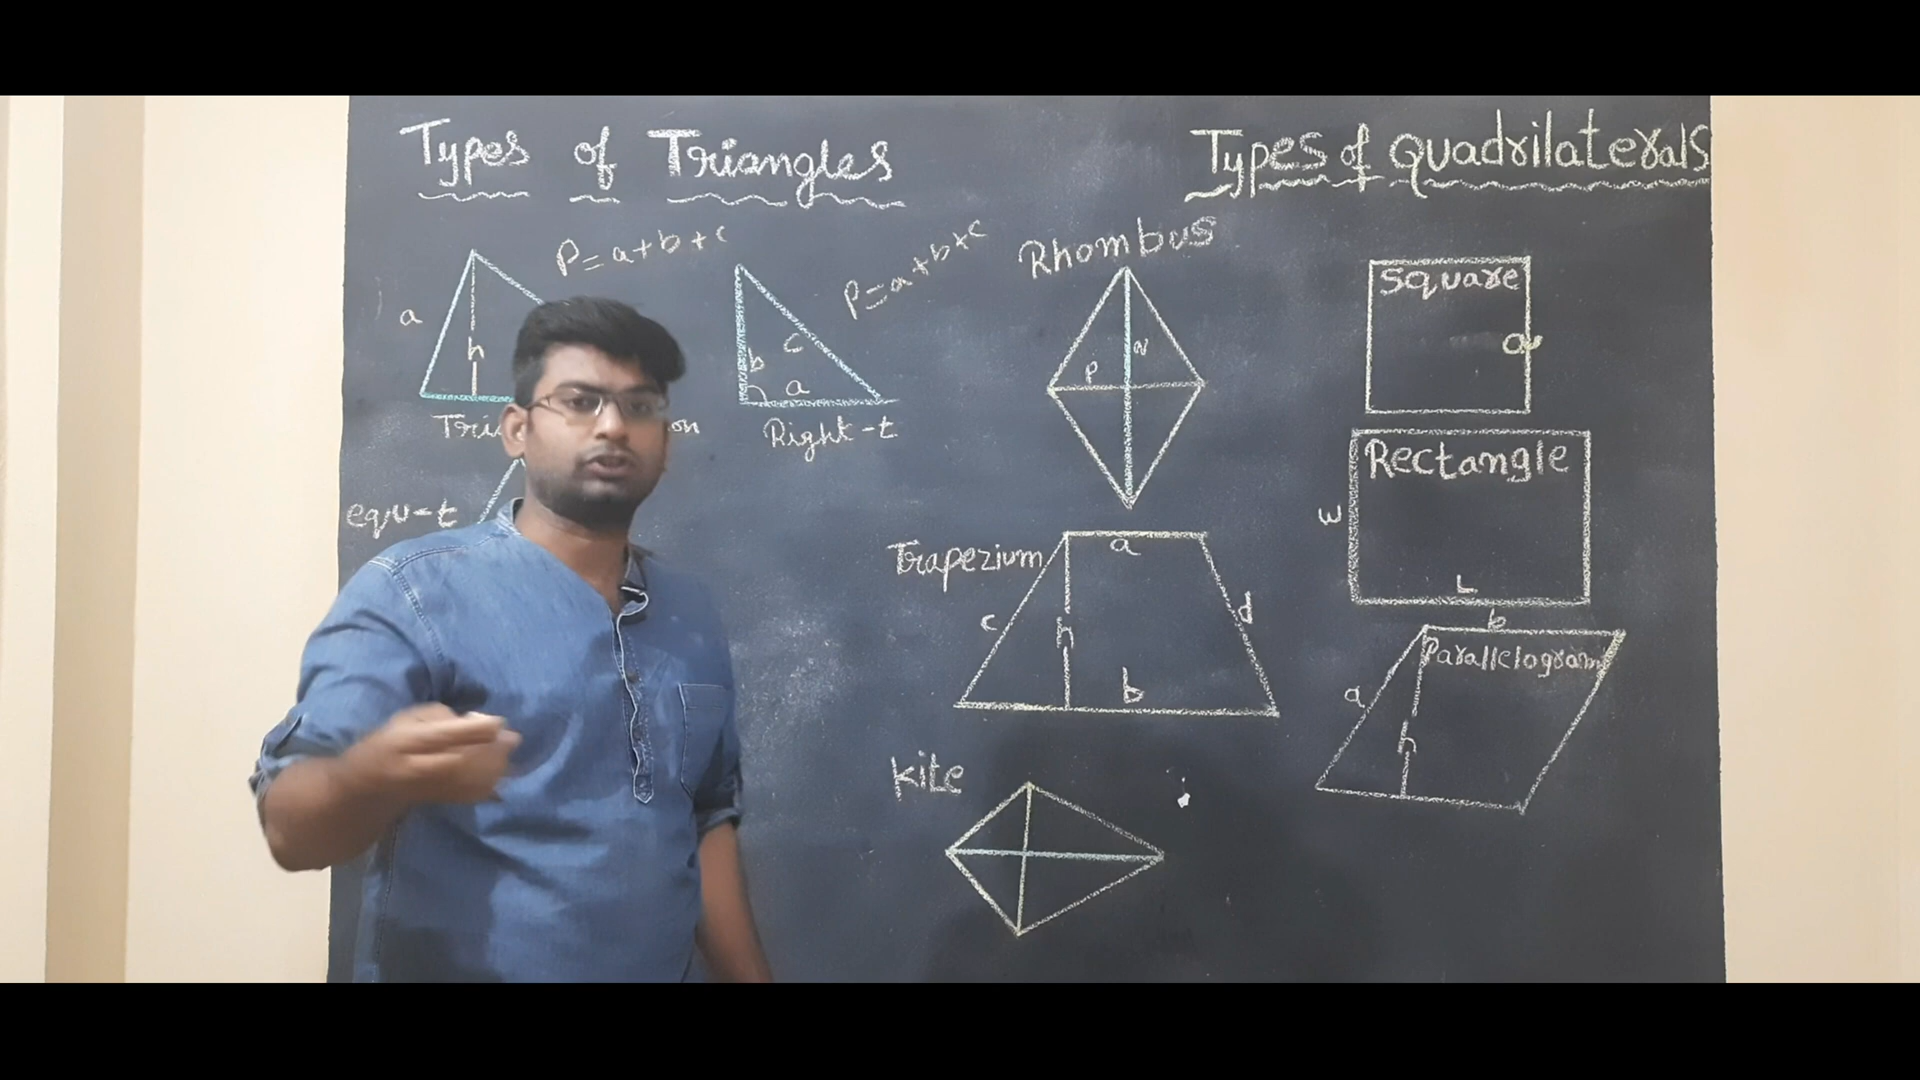 Types of Triangles
P=a+b+c
a
h
P=a+b+c
b
c
a
Right-t
equ-t
Types of Quadrilaterals
Rhombus
P
Square
a
Rectangle
w
L
Trapezium
a
c
h
d
b
b
Parallelogram
a
h
Kite